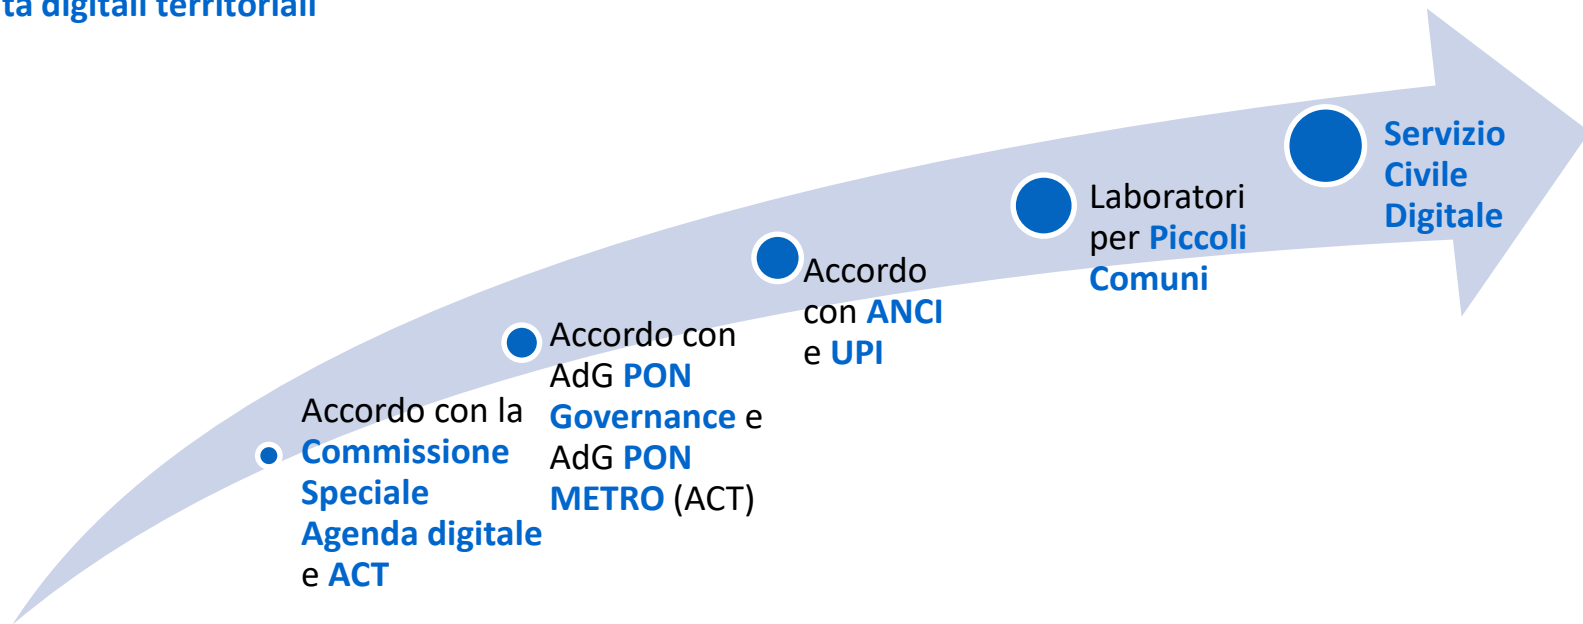 tà digitali territoriali
Accordo con la
Commissione
Speciale
Agenda digitale
e ACT
Accordo con
AdG PON
Governance e
AdG PON
METRO (ACT)
Accordo
con ANCI
e UPI
Laboratori
per Piccoli
Comuni
Servizio
Civile
Digitale